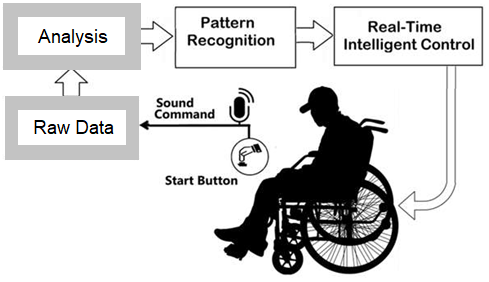 Analysis
Pattern
Recognition
Real-Time
Intelligent Control
Raw Data
Sound
Command
Start Button